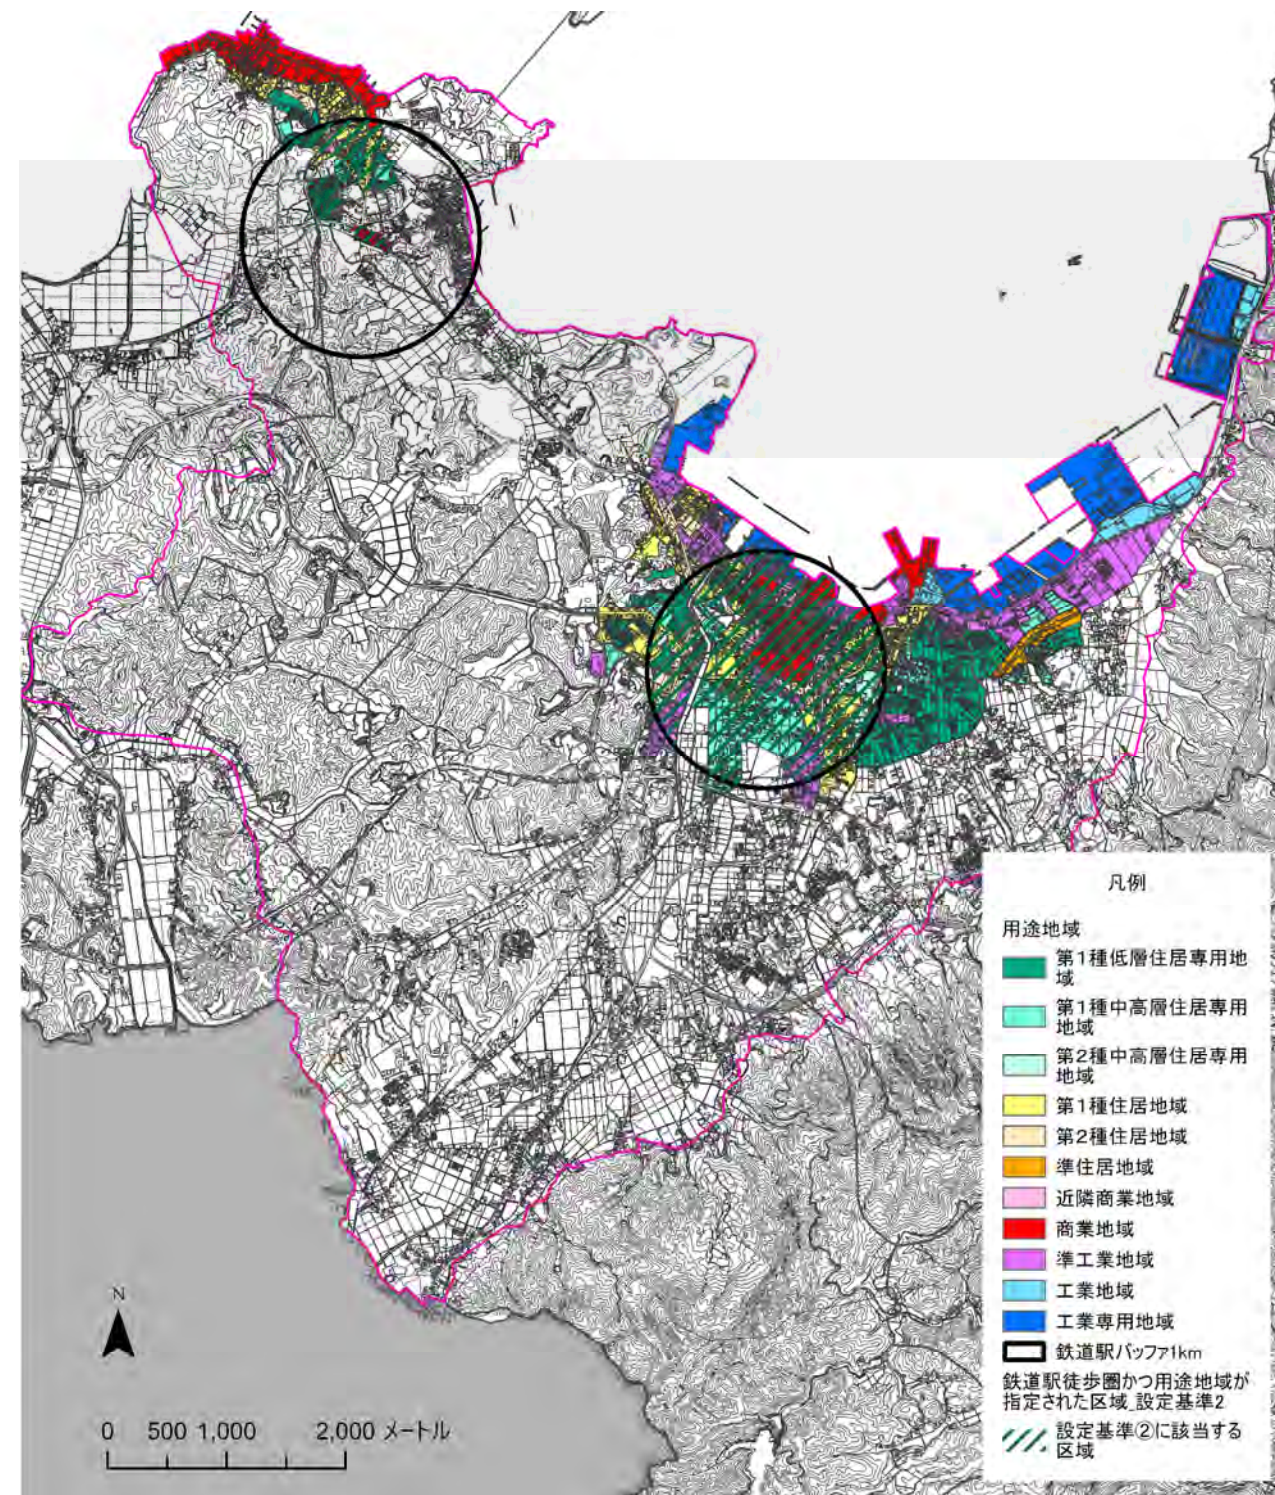 凡例
用途地域
第1種低層住居専用地
域
第1種中高層住居専用
地域
第2種中高層住居専用
地域
第1種住居地域
第2種住居地域
準住居地域
近隣商業地域
商業地域
準工業地域
工業地域
工業専用地域
鉄道駅バッファ1km
鉄道駅徒歩圏かつ用途地域が
指定された区域_設定基準2
設定基準②に該当する
区域
N
0 500 1,000 2,000 メートル